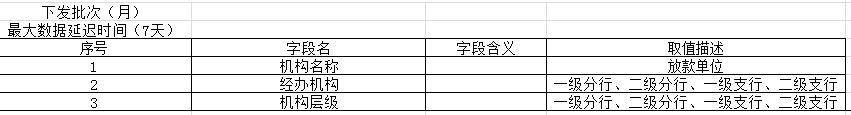 下发批次（月）
最大数据延迟时间（7天）
序号 字段名 字段含义 取值描述
1 机构名称 放款单位
2 经办机构 一级分行、二级分行、一级支行、二级支行
3 机构层级 一级分行、二级分行、一级支行、二级支行